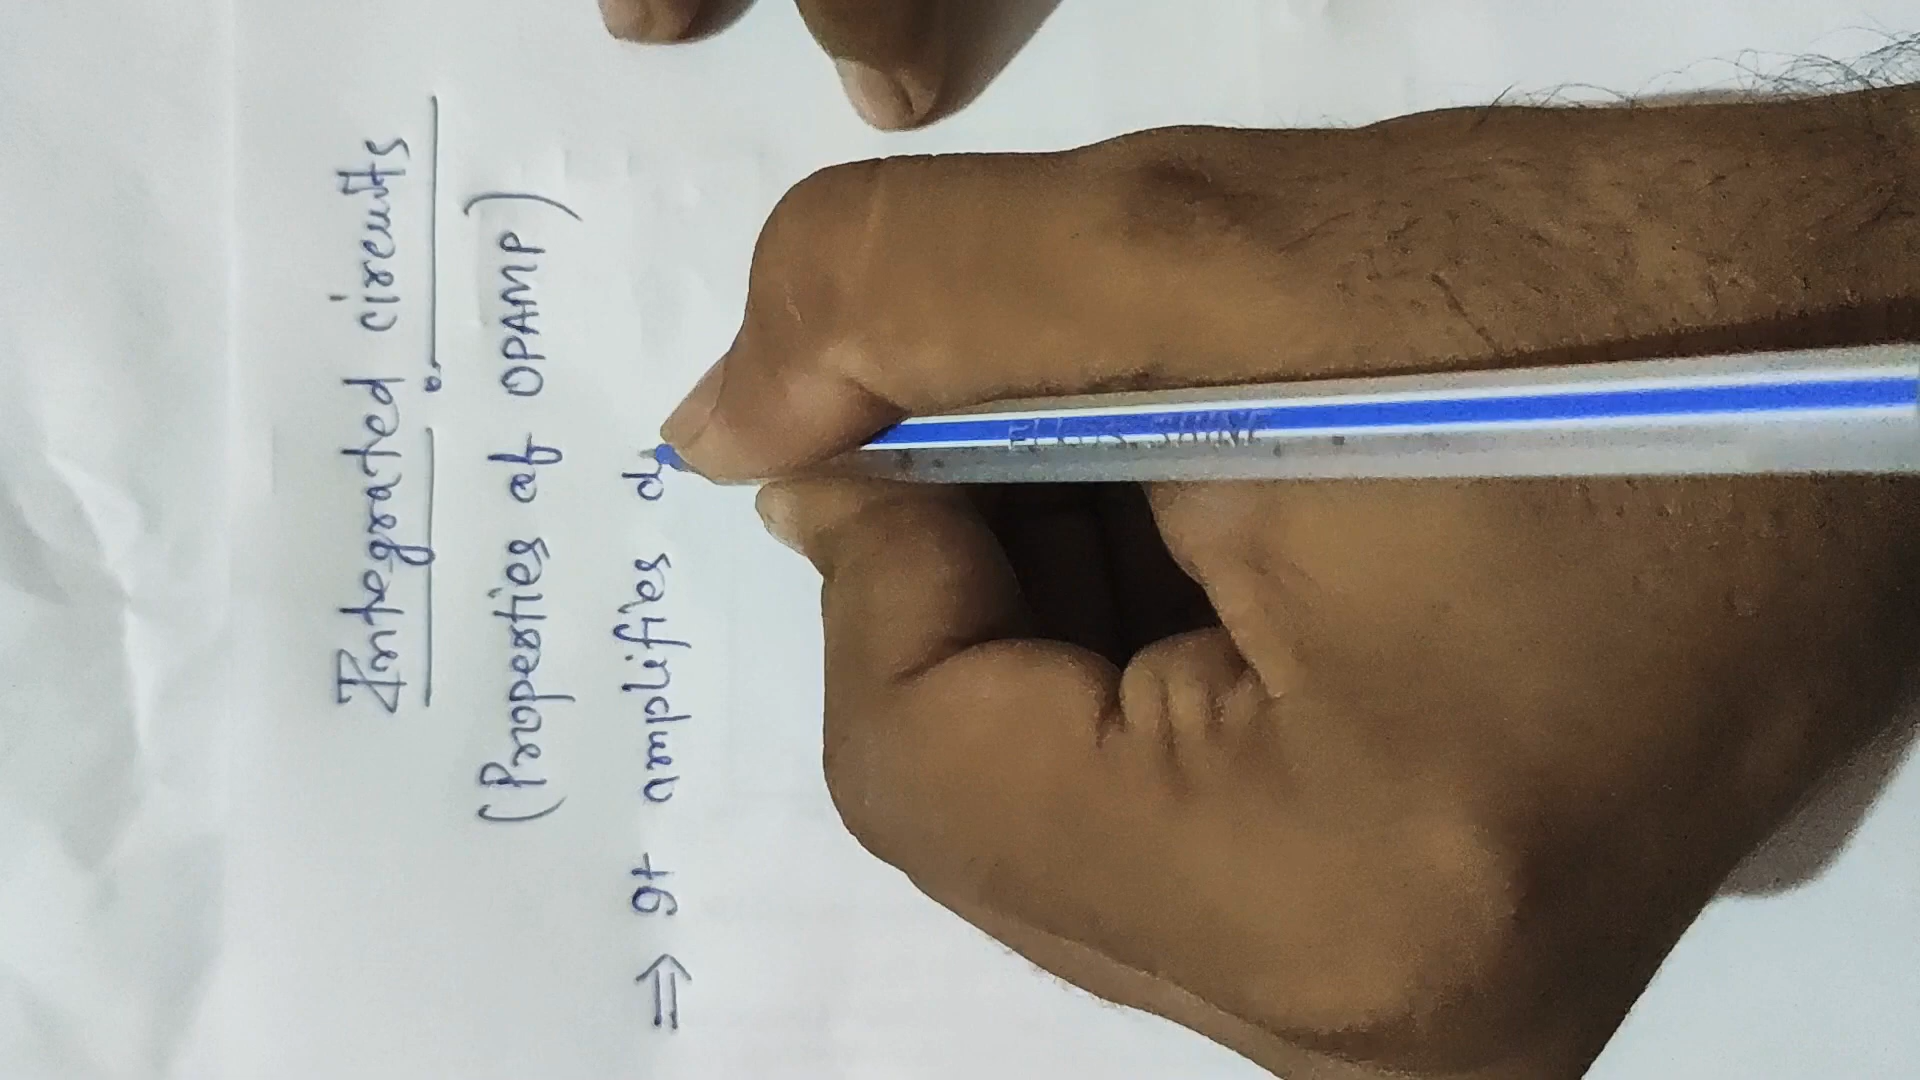 Integrated circuits
(Properties of OPAMP)
⇒ It amplifies d